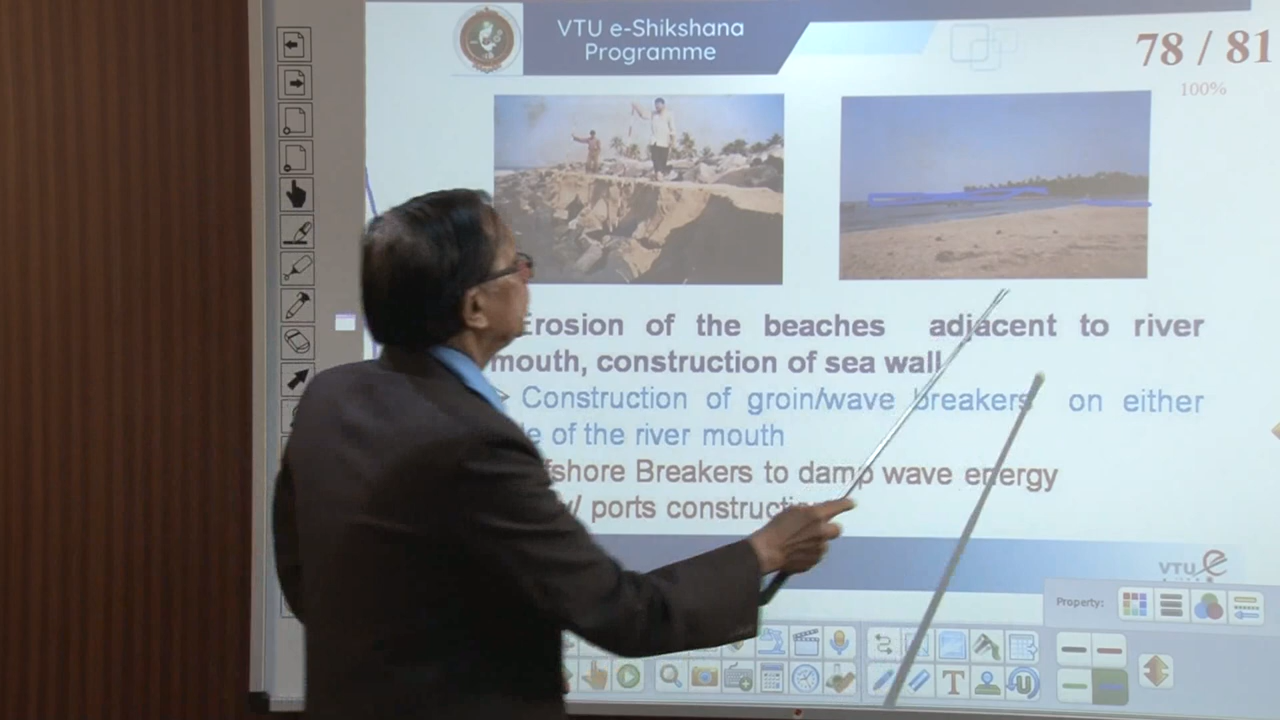 VTU e-Shikshana
Programme
78 / 81
100%
Erosion of the beaches adjacent to river
mouth, construction of sea wall
Construction of groin/wave breakers on either
of the river mouth
Breakers to damp wave energy
ports construction
VTU e
Property: